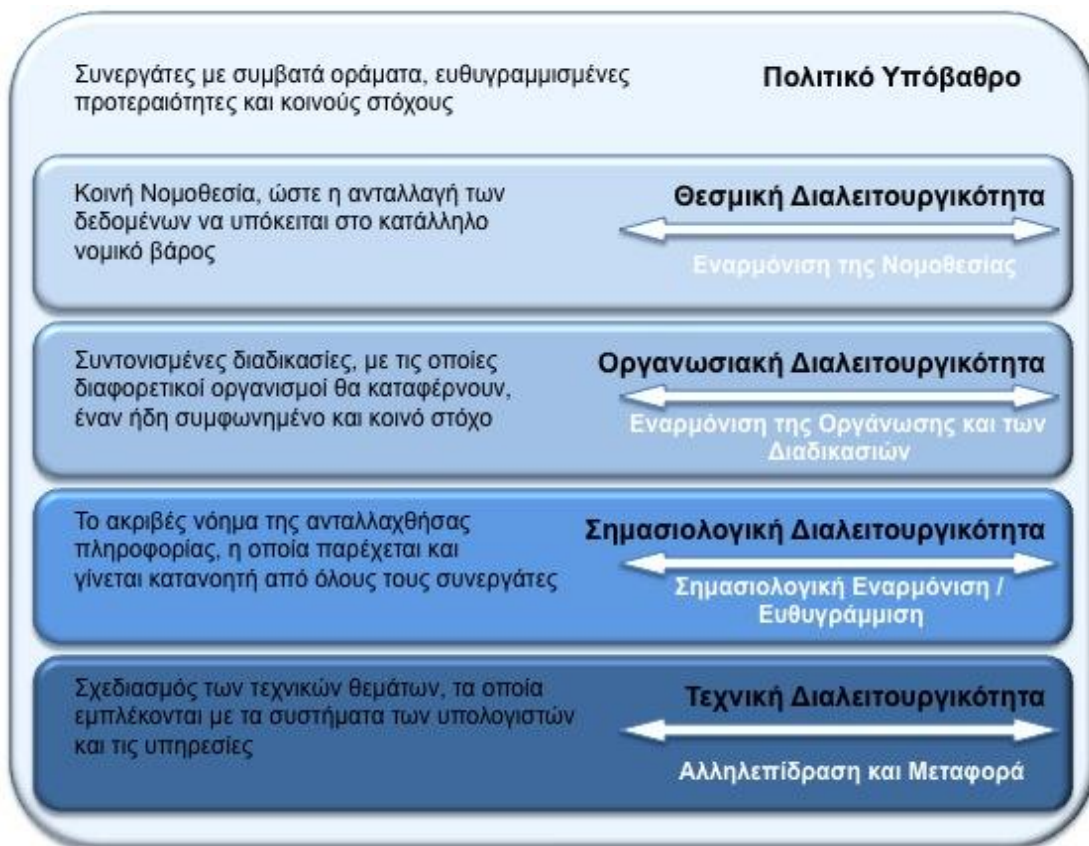 Συνεργάτες με συμβατά οράματα, ευθυγραμμισμένες
προτεραιότητες και κοινούς στόχους
Πολιτικό Υπόβαθρο
Κοινή Νομοθεσία, ώστε η ανταλλαγή των
δεδομένων να υπόκειται στο κατάλληλο
νομικό βάρος
Θεσμική Διαλειτουργικότητα
Εναρμόνιση της Νομοθεσίας
Συντονισμένες διαδικασίες, με τις οποίες
διαφορετικοί οργανισμοί θα καταφέρνουν,
έναν ήδη συμφωνημένο και κοινό στόχο
Οργανωσιακή Διαλειτουργικότητα
Εναρμόνιση της Οργάνωσης και των
Διαδικασιών
Το ακριβές νόημα της ανταλλαχθήσας
πληροφορίας, η οποία παρέχεται και
γίνεται κατανοητή από όλους τους συνεργάτες
Σημασιολογική Διαλειτουργικότητα
Σημασιολογική Εναρμόνιση /
Ευθυγράμμιση
Σχεδιασμός των τεχνικών θεμάτων, τα οποία
εμπλέκονται με τα συστήματα των υπολογιστών
και τις υπηρεσίες
Τεχνική Διαλειτουργικότητα
Αλληλεπίδραση και Μεταφορά